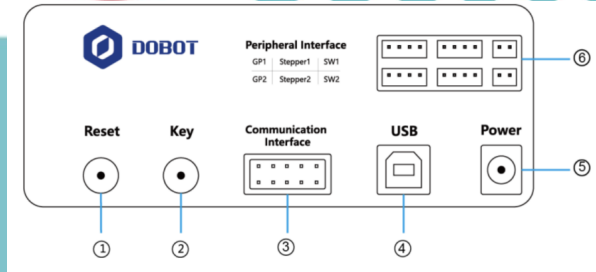 DOBOT
Peripheral Interface
GP1 Stepper1 SW1
GP2 Stepper2 SW2
⑥
Reset
Key
Communication
Interface
USB
Power
⑤
①
②
③
④